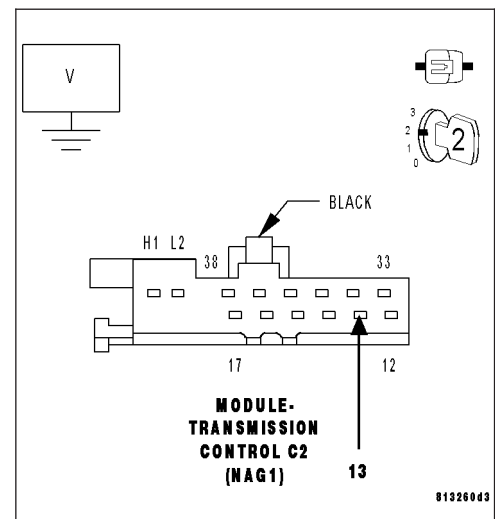 V
3
2
1
0
2
BLACK
H1 L2
38
33
17
12
MODULE-
TRANSMISSION
CONTROL C2
(NAG1)
13
813260d3